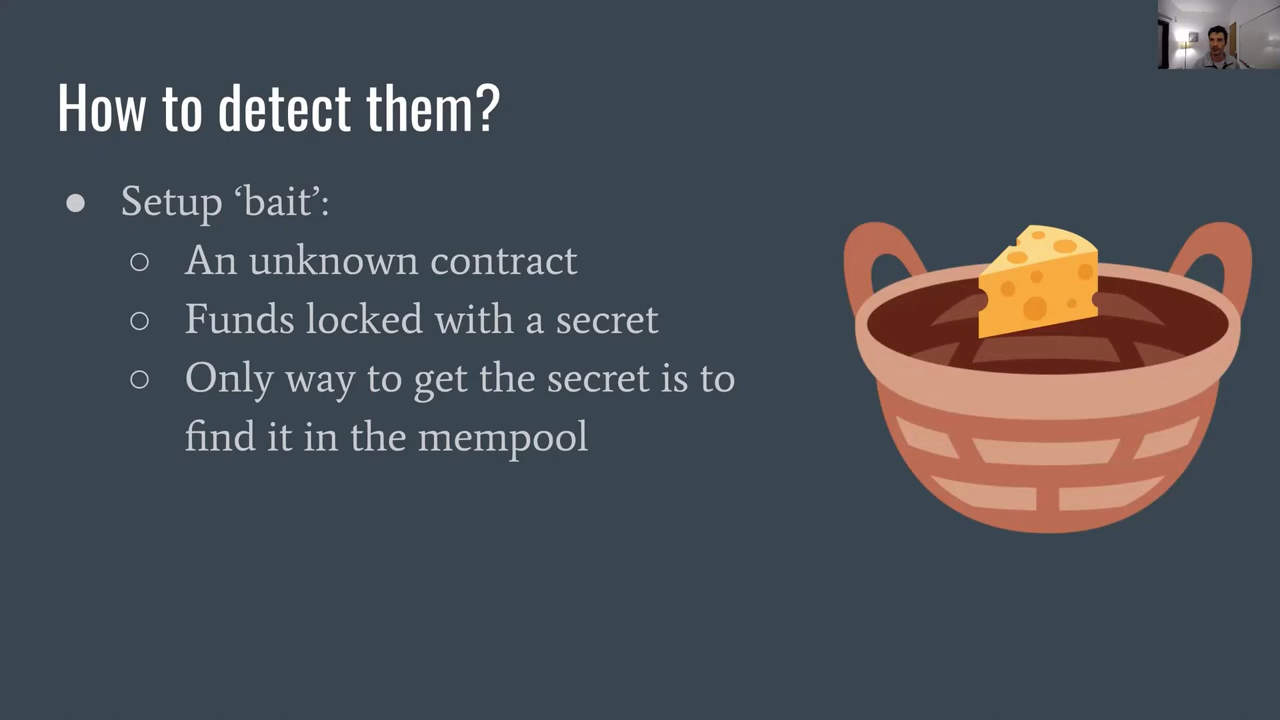 How to detect them?
● Setup ‘bait’:
○ An unknown contract
○ Funds locked with a secret
○ Only way to get the secret is to
find it in the mempool